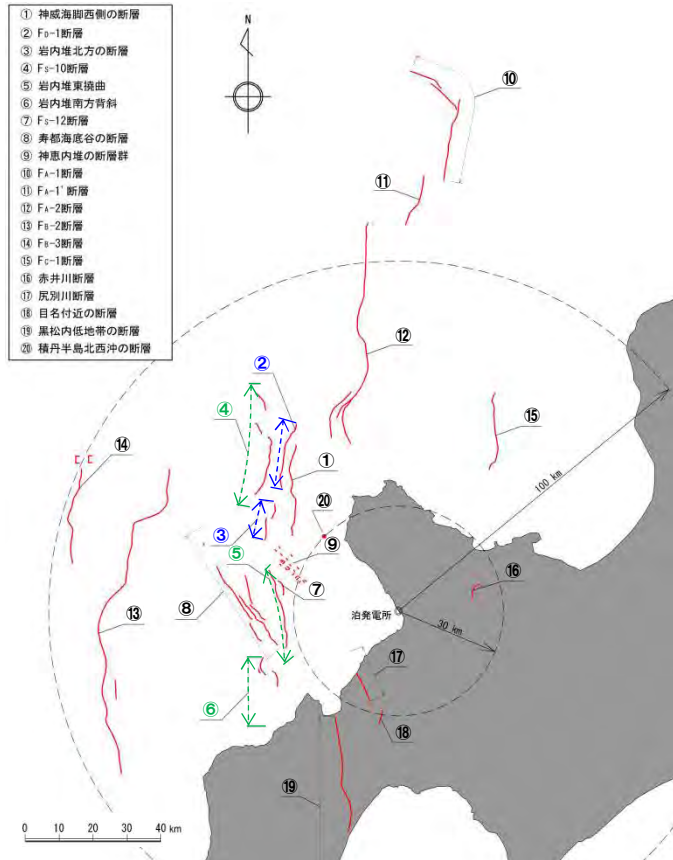 ① 神威海脚西側の断層
② FD-1断層
③ 岩内堆北方の断層
④ FS-10断層
⑤ 岩内堆東撓曲
⑥ 岩内堆南方背斜
⑦ FS-12断層
⑧ 寿都海底谷の断層
⑨ 神恵内堆の断層群
⑩ FA-1断層
⑪ FA-1'断層
⑫ FA-2断層
⑬ FB-2断層
⑭ FB-3断層
⑮ FC-1断層
⑯ 赤井川断層
⑰ 尻別川断層
⑱ 目名付近の断層
⑲ 黒松内低地帯の断層
⑳ 積丹半島北西沖の断層
N
⑩
⑪
⑫
②
④
⑮
⑭
①
100 km
⑳
③
⑨
⑤
⑦
⑯
⑧
泊発電所
30 km
⑬
⑰
⑥
⑱
⑲
0 10 20 30 40 km